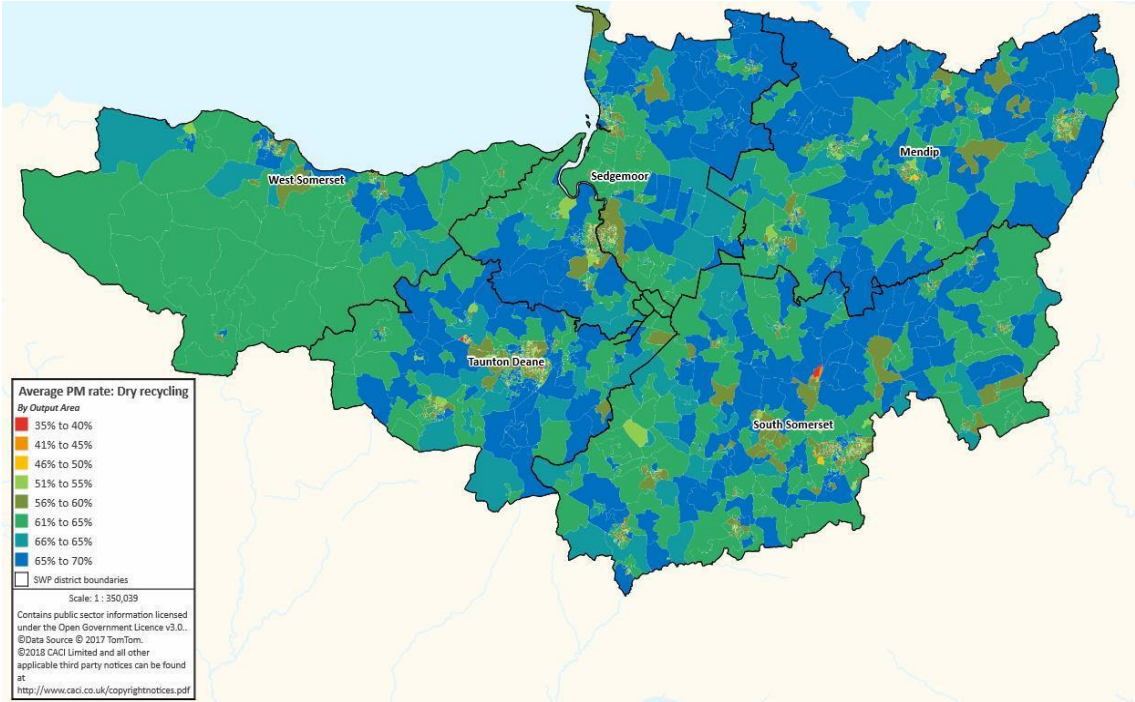 West Somerset
Sedgemoor
Mendip
Taunton Deane
South Somerset
Average PM rate: Dry recycling
By Output Area
35% to 40%
41% to 45%
46% to 50%
51% to 55%
56% to 60%
61% to 65%
66% to 65%
65% to 70%
SWP district boundaries
Scale: 1 : 350,039
Contains public sector information licensed
under the Open Government Licence v3.0..
©Data Source © 2017 TomTom.
©2018 CACI Limited and all other
applicable third party notices can be found
at
http://www.caci.co.uk/copyrightnotices.pdf